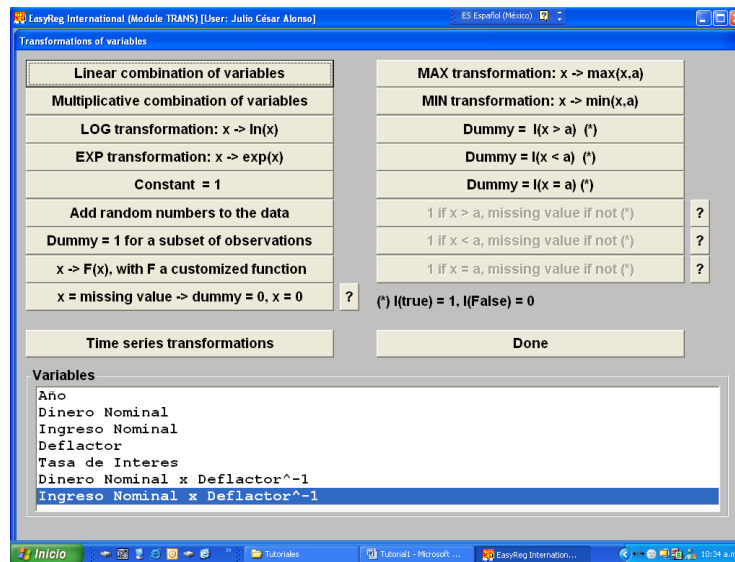 EasyReg International (Module TRANS) [User: Julio César Alonso]
ES Español (México)
?
Transformations of variables
Linear combination of variables
Multiplicative combination of variables
LOG transformation: x -> ln(x)
EXP transformation: x -> exp(x)
Constant = 1
Add random numbers to the data
Dummy = 1 for a subset of observations
x -> F(x), with F a customized function
x = missing value -> dummy = 0, x = 0
?
Time series transformations
MAX transformation: x -> max(x,a)
MIN transformation: x -> min(x,a)
Dummy = I(x > a) (*)
Dummy = I(x < a) (*)
Dummy = I(x = a) (*)
1 if x > a, missing value if not (*)
?
1 if x < a, missing value if not (*)
?
1 if x = a, missing value if not (*)
?
(*) I(true) = 1, I(False) = 0
Done
Variables
Año
Dinero Nominal
Ingreso Nominal
Deflactor
Tasa de Interes
Dinero Nominal x Deflactor^-1
Ingreso Nominal x Deflactor^-1
Inicio
Tutoriales
Tutorial1 - Microsoft ...
EasyReg Internation...
10:34 a.m